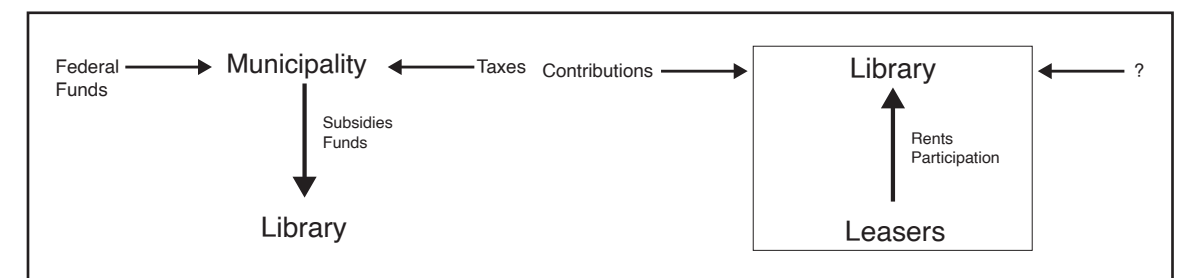 Federal
Funds
Municipality
Taxes
Subsidies
Funds
Library
Contributions
Library
?
Rents
Participation
Leasers